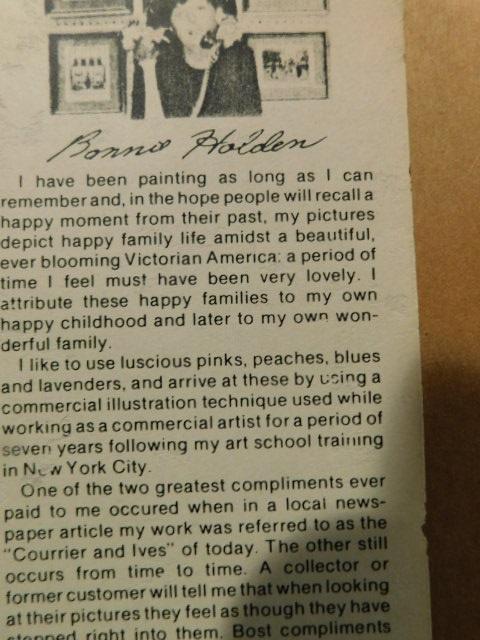 Bonnie Holden
I have been painting as long as I can
remember and, in the hope people will recall a
happy moment from their past, my pictures
depict happy family life amidst a beautiful,
ever blooming Victorian America: a period of
time I feel must have been very lovely. I
attribute these happy families to my own
happy childhood and later to my own won-
derful family.
I like to use luscious pinks, peaches, blues
and lavenders, and arrive at these by using a
commercial illustration technique used while
working as a commercial artist for a period of
seven years following my art school training
in New York City.
One of the two greatest compliments ever
paid to me occured when in a local news-
paper article my work was referred to as the
"Courrier and Ives" of today. The other still
occurs from time to time. A collector or
former customer will tell me that when looking
at their pictures they feel as though they have
stepped right into them. Bost compliments